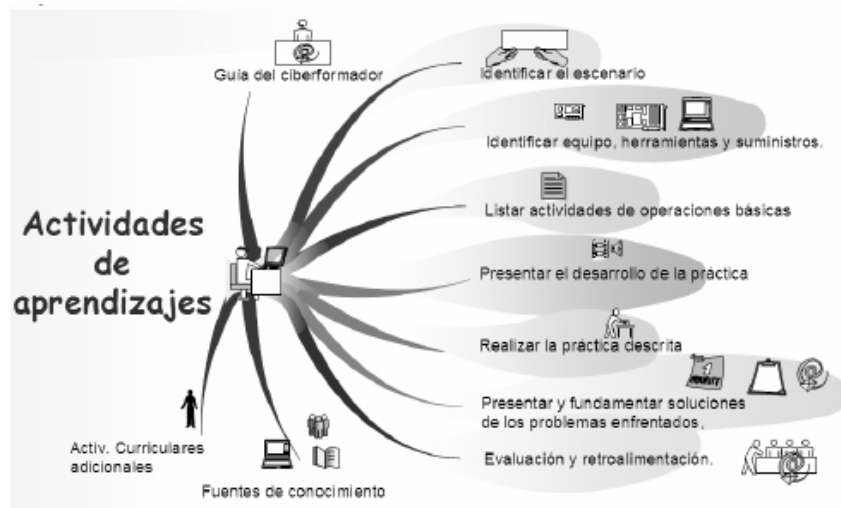 Guía del ciberformador
Identificar el escenario
Identificar equipo, herramientas y suministros.
Listar actividades de operaciones básicas
Actividades
de
aprendizajes
Presentar el desarrollo de la práctica
Realizar la práctica descrita
Presentar y fundamentar soluciones
de los problemas enfrentados,
Activ. Curriculares
adicionales
Evaluación y retroalimentación.
Fuentes de conocimiento